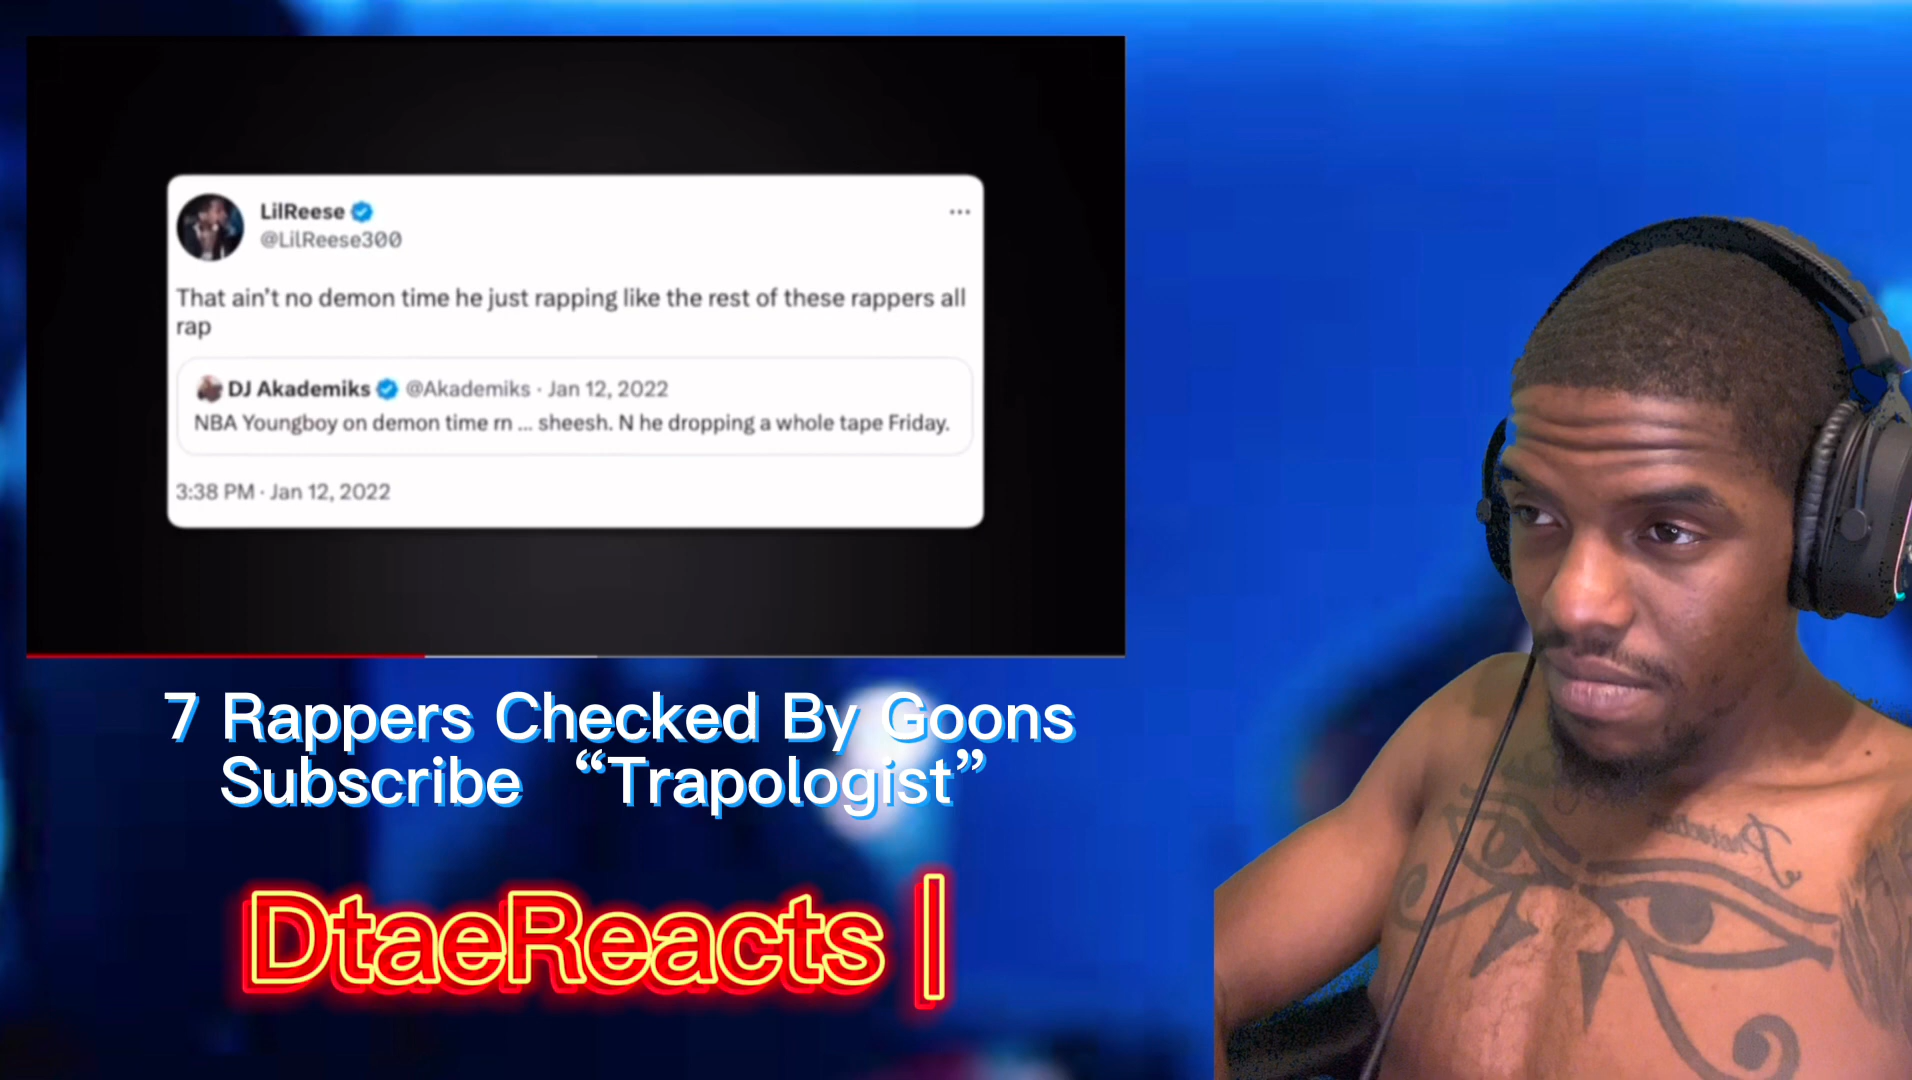 LilReese
@LilReese300
That ain't no demon time he just rapping like the rest of these rappers all
rap
DJ Akademiks @Akademiks · Jan 12, 2022
NBA Youngboy on demon time rn ... sheesh. N he dropping a whole tape Friday.
3:38 PM · Jan 12, 2022
7 Rappers Checked By Goons
Subscribe “Trapologist”
DtaeReacts |